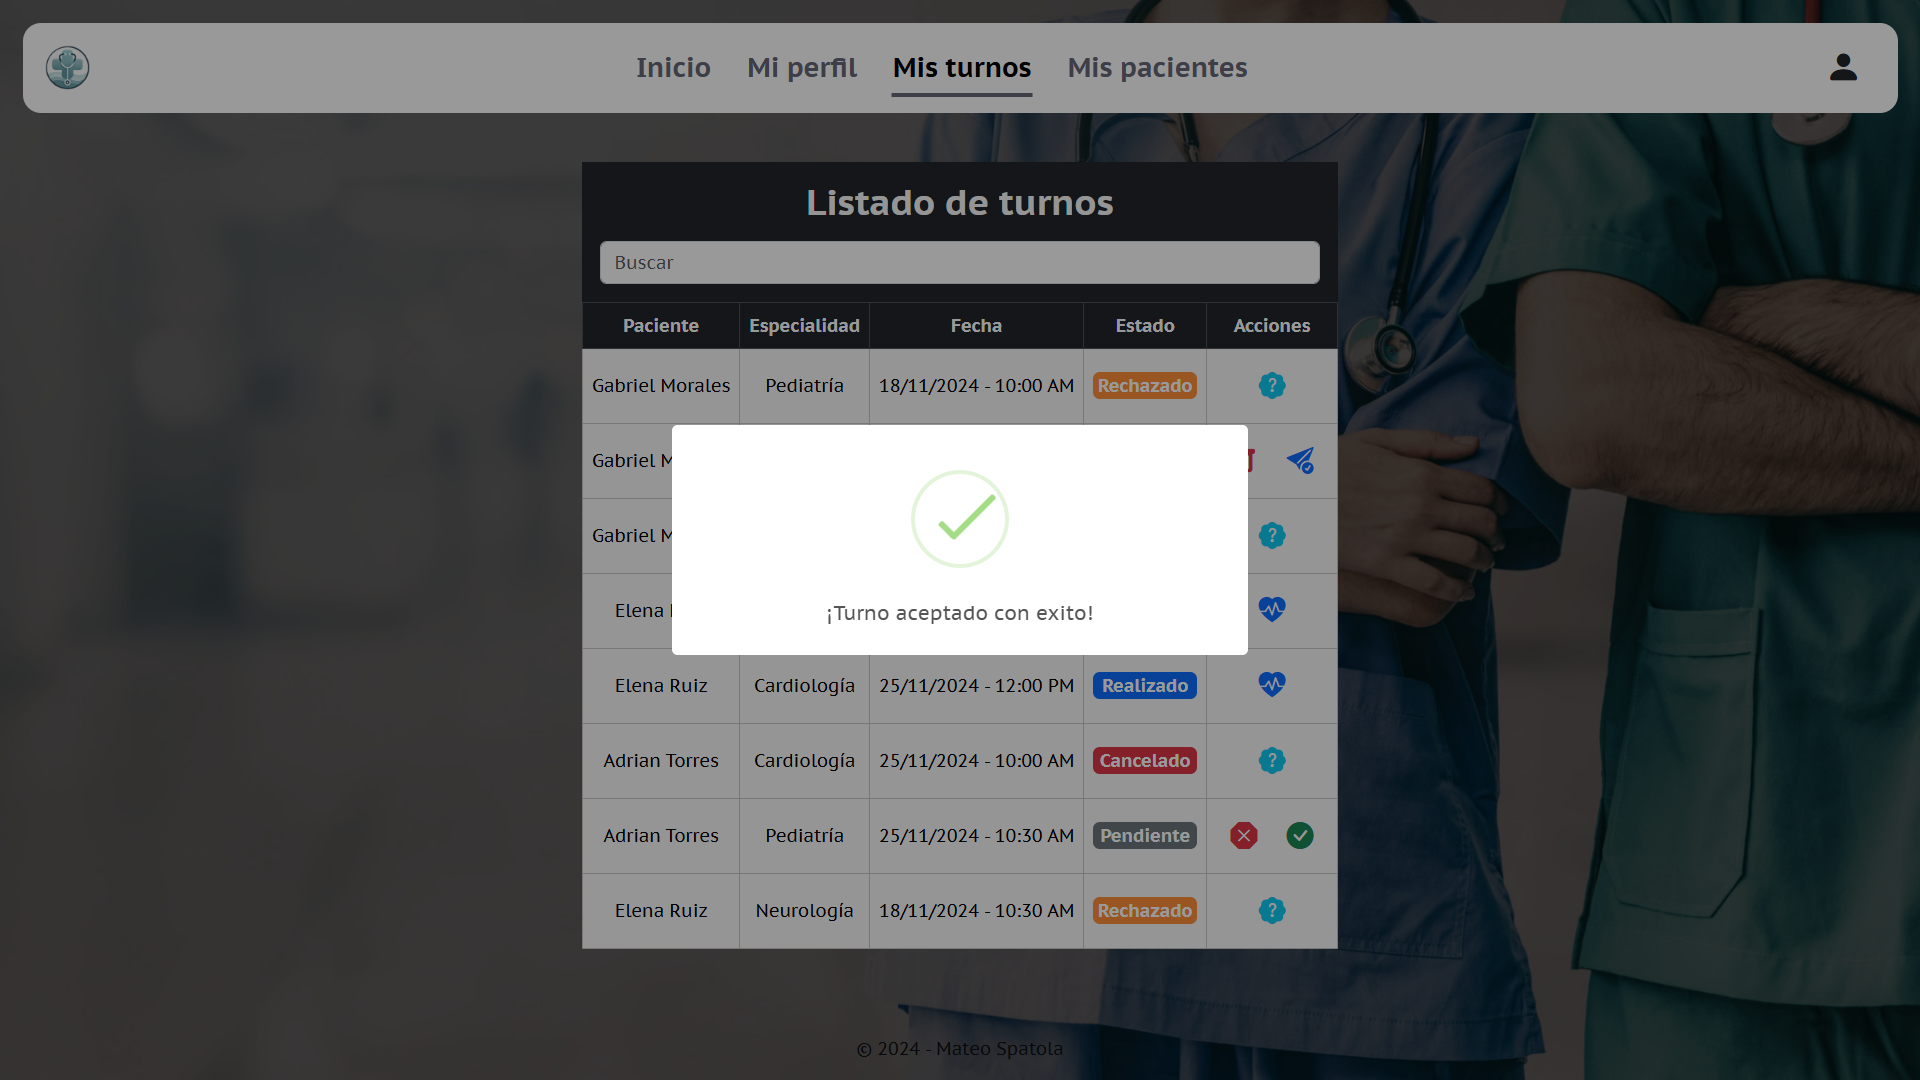 Inicio Mi perfil Mis turnos Mis pacientes
Listado de turnos
Buscar
Paciente Especialidad Fecha Estado Acciones
Gabriel Morales Pediatría 18/11/2024 - 10:00 AM Rechazado
Gabriel
Gabriel
Elena
¡Turno aceptado con exito!
Elena Ruiz Cardiología 25/11/2024 - 12:00 PM Realizado
Adrian Torres Cardiología 25/11/2024 - 10:00 AM Cancelado
Adrian Torres Pediatría 25/11/2024 - 10:30 AM Pendiente
Elena Ruiz Neurología 18/11/2024 - 10:30 AM Rechazado
© 2024 - Mateo Spatola